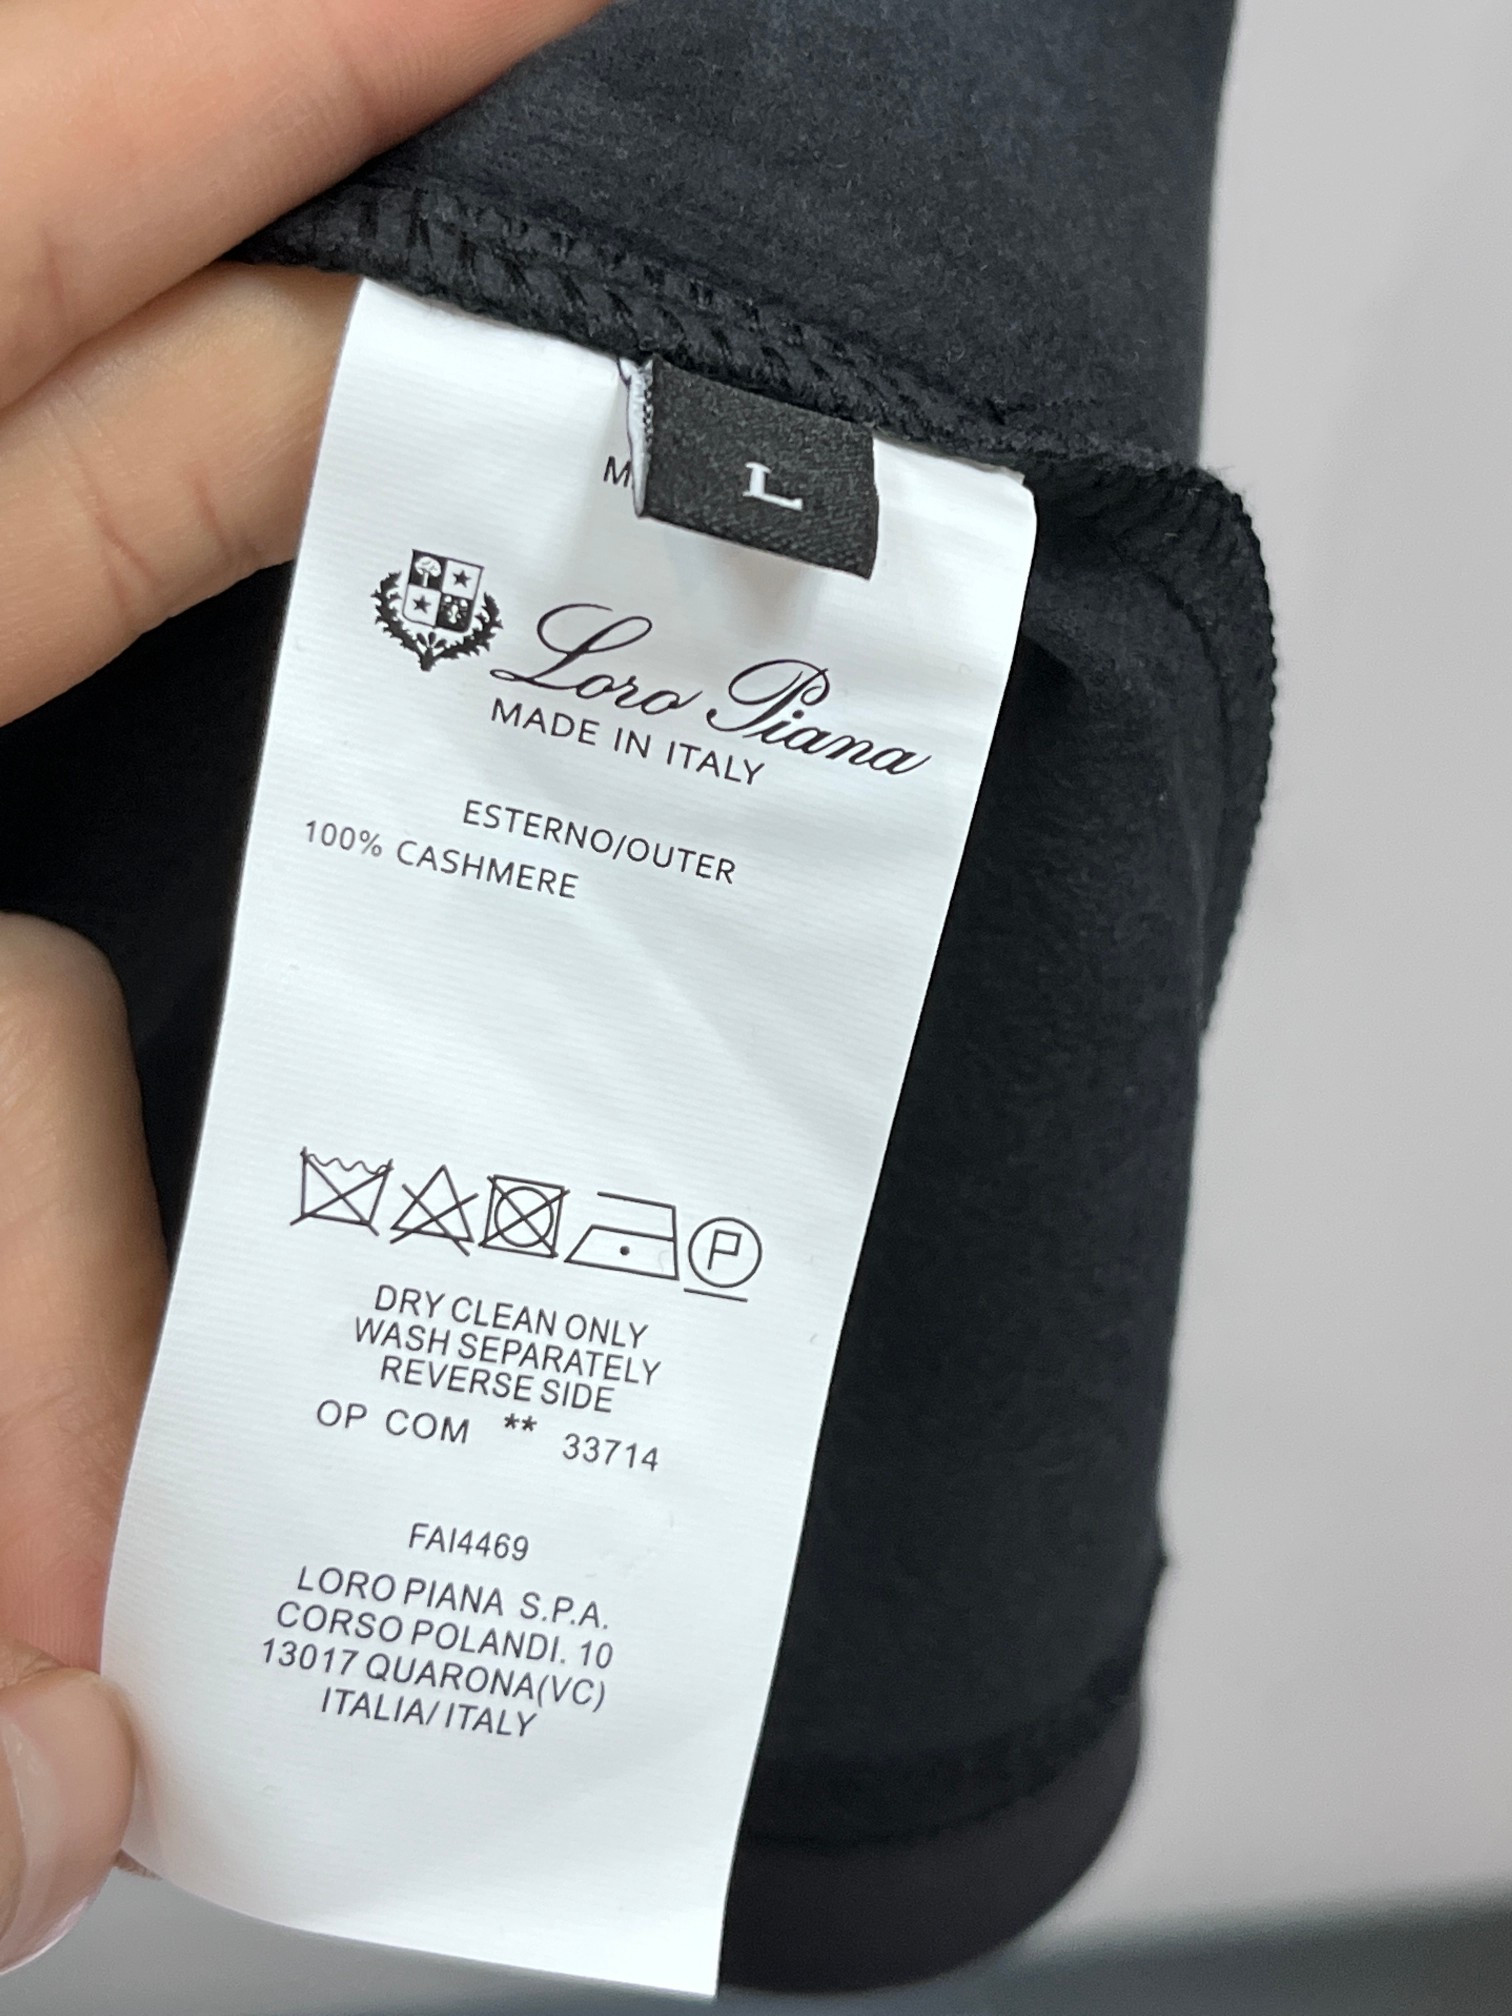 L
Loro Piana
MADE IN ITALY
ESTERNO/OUTER
100% CASHMERE
P
DRY CLEAN ONLY
WASH SEPARATELY
REVERSE SIDE
OP COM ** 33714
FAI4469
LORO PIANA S.P.A.
CORSO POLANDI. 10
13017 QUARONA(VC)
ITALIA/ ITALY